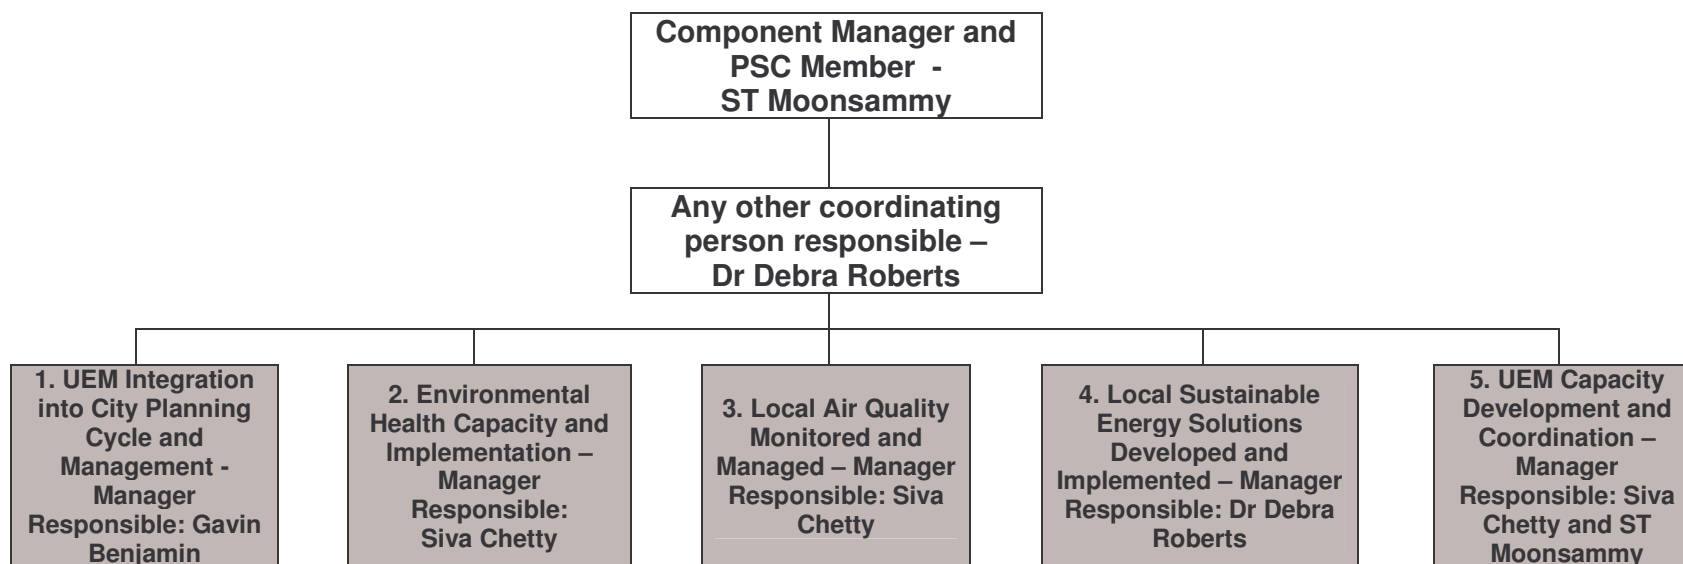 Component Manager and
PSC Member -
ST Moonsammy
Any other coordinating
person responsible –
Dr Debra Roberts
1. UEM Integration
into City Planning
Cycle and
Management -
Manager
Responsible: Gavin
Benjamin
2. Environmental
Health Capacity and
Implementation –
Manager
Responsible:
Siva Chetty
3. Local Air Quality
Monitored and
Managed – Manager
Responsible: Siva
Chetty
4. Local Sustainable
Energy Solutions
Developed and
Implemented – Manager
Responsible: Dr Debra
Roberts
5. UEM Capacity
Development and
Coordination –
Manager
Responsible: Siva
Chetty and ST
Moonsammy